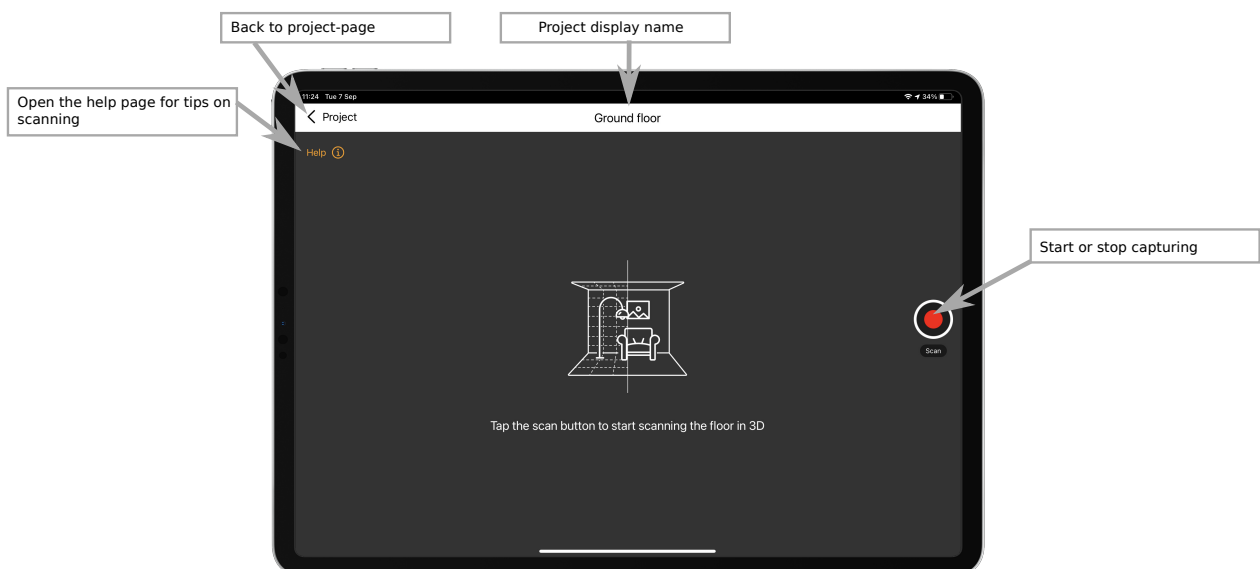 Back to project-page
Project display name
Open the help page for tips on
scanning
11:24 Tue 7 Sep
34%
Project
Ground floor
Help
Start or stop capturing
Scan
Tap the scan button to start scanning the floor in 3D